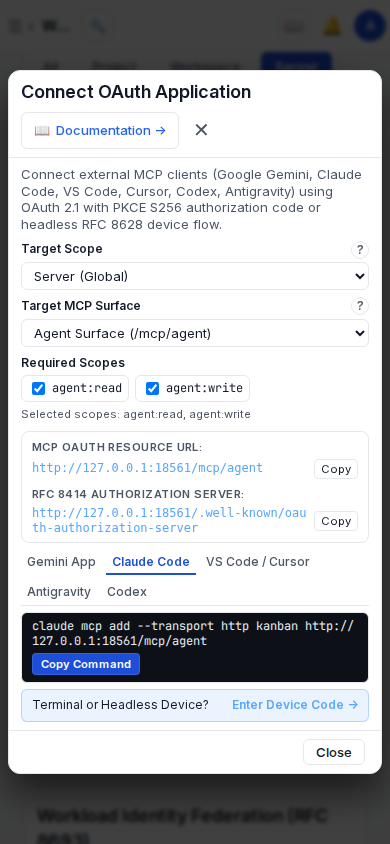 W...
Connect OAuth Application
📖 Documentation →
✕
Connect external MCP clients (Google Gemini, Claude
Code, VS Code, Cursor, Codex, Antigravity) using
OAuth 2.1 with PKCE S256 authorization code or
headless RFC 8628 device flow.
Target Scope ?
Server (Global)
Target MCP Surface ?
Agent Surface (/mcp/agent)
Required Scopes
agent:read agent:write
Selected scopes: agent:read, agent:write
MCP OAUTH RESOURCE URL:
http://127.0.0.1:18561/mcp/agent Copy
RFC 8414 AUTHORIZATION SERVER:
http://127.0.0.1:18561/.well-known/oau
th-authorization-server Copy
Gemini App Claude Code VS Code / Cursor
Antigravity Codex
claude mcp add --transport http kanban http://
127.0.0.1:18561/mcp/agent
Copy Command
Terminal or Headless Device? Enter Device Code →
Close
Workload Identity Federation (RFC
8693)